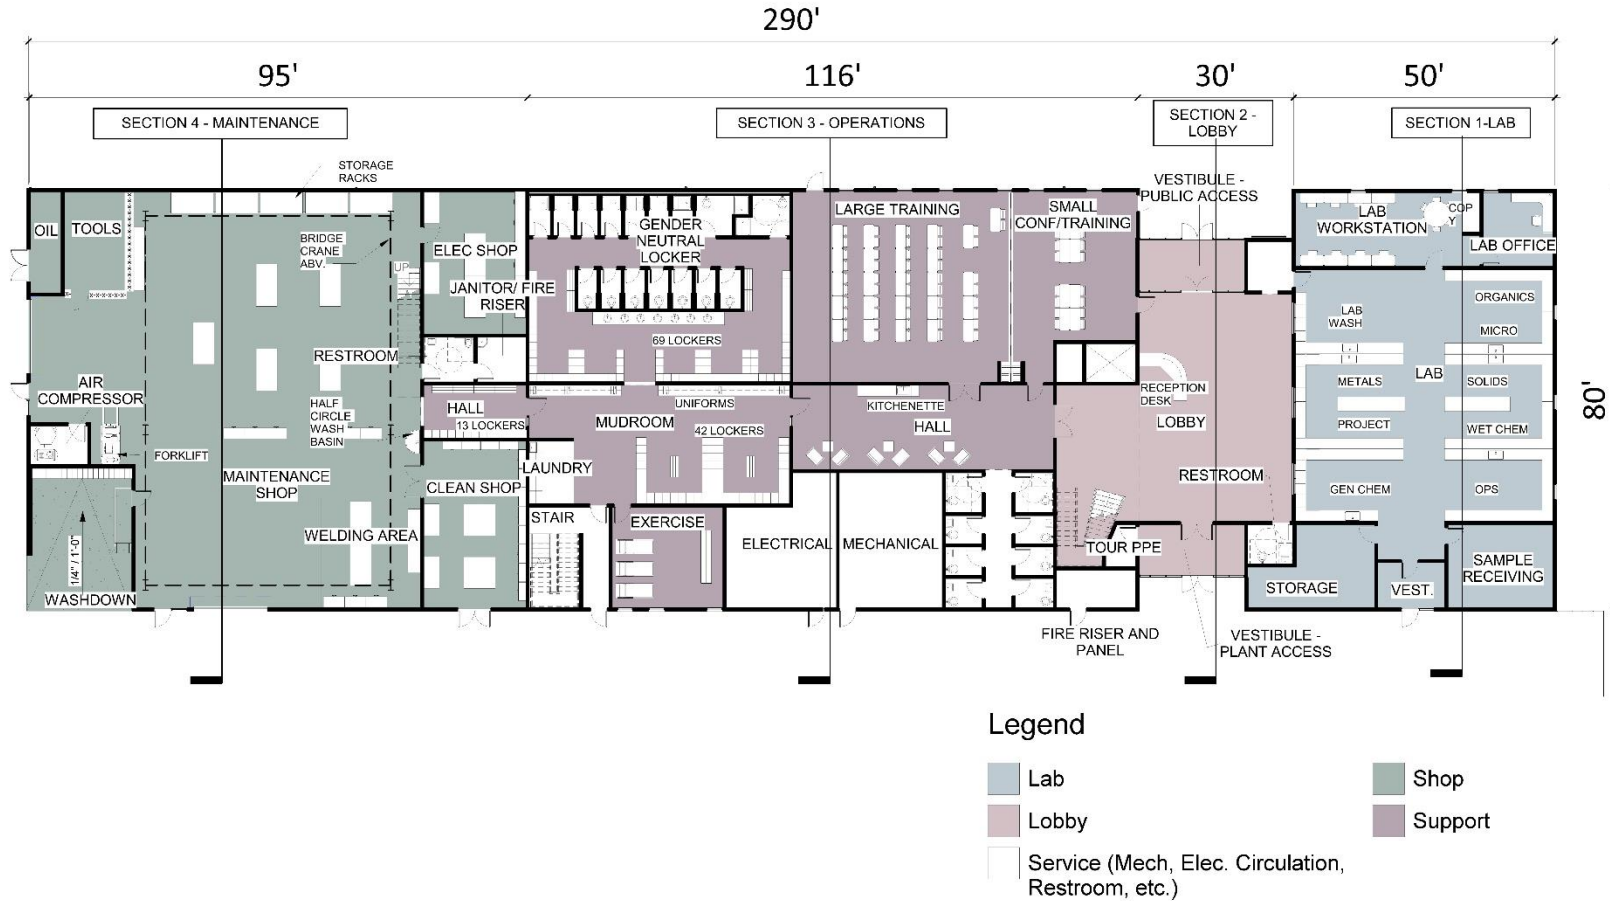 290'
95'
116'
30'
50'
SECTION 4 - MAINTENANCE
SECTION 3 - OPERATIONS
SECTION 2 -
LOBBY
SECTION 1-LAB
STORAGE
RACKS
VESTIBULE -
PUBLIC ACCESS
OIL
TOOLS
BRIDGE
CRANE
ABV.
UP
ELEC SHOP
JANITOR/ FIRE
RISER
GENDER
NEUTRAL
LOCKER
69 LOCKERS
LARGE TRAINING
SMALL
CONF/TRAINING
LAB
WORKSTATION
COP
Y
LAB OFFICE
ORGANICS
LAB
WASH
MICRO
RESTROOM
AIR
COMPRESSOR
HALF
CIRCLE
WASH
BASIN
HALL
13 LOCKERS
UNIFORMS
MUDROOM
42 LOCKERS
KITCHENETTE
HALL
RECEPTION
DESK
LOBBY
METALS
LAB
SOLIDS
PROJECT
WET CHEM
80'
FORKLIFT
MAINTENANCE
SHOP
CLEAN SHOP
LAUNDRY
RESTROOM
GEN CHEM
OPS
STAIR
EXERCISE
WELDING AREA
ELECTRICAL
MECHANICAL
TOUR PPE
1/4" / 1'-0"
WASHDOWN
STORAGE
VEST.
SAMPLE
RECEIVING
FIRE RISER AND
PANEL
VESTIBULE -
PLANT ACCESS
Legend
Lab
Shop
Lobby
Support
Service (Mech, Elec. Circulation,
Restroom, etc.)